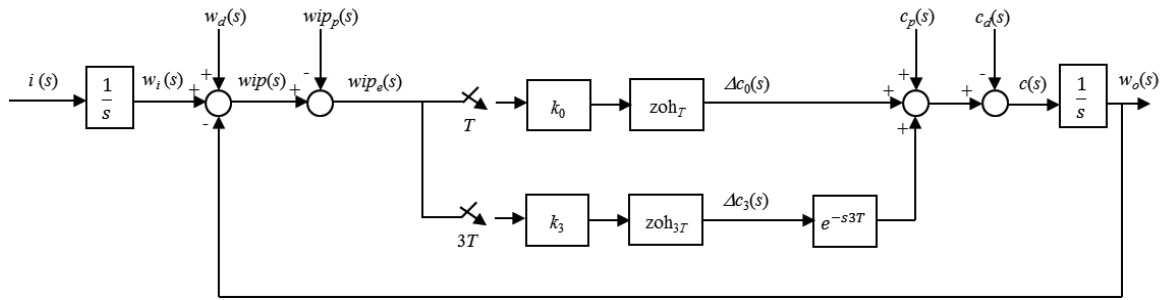 w_d(s) wip_p(s) c_p(s) c_d(s)
i(s) 1/s w_i(s) + + - wip(s) + - wip_e(s) T k_0 zoh_T Δc_0(s) + + + + - c(s) 1/s w_o(s)
3T k_3 zoh_3T Δc_3(s) e^{-s3T}